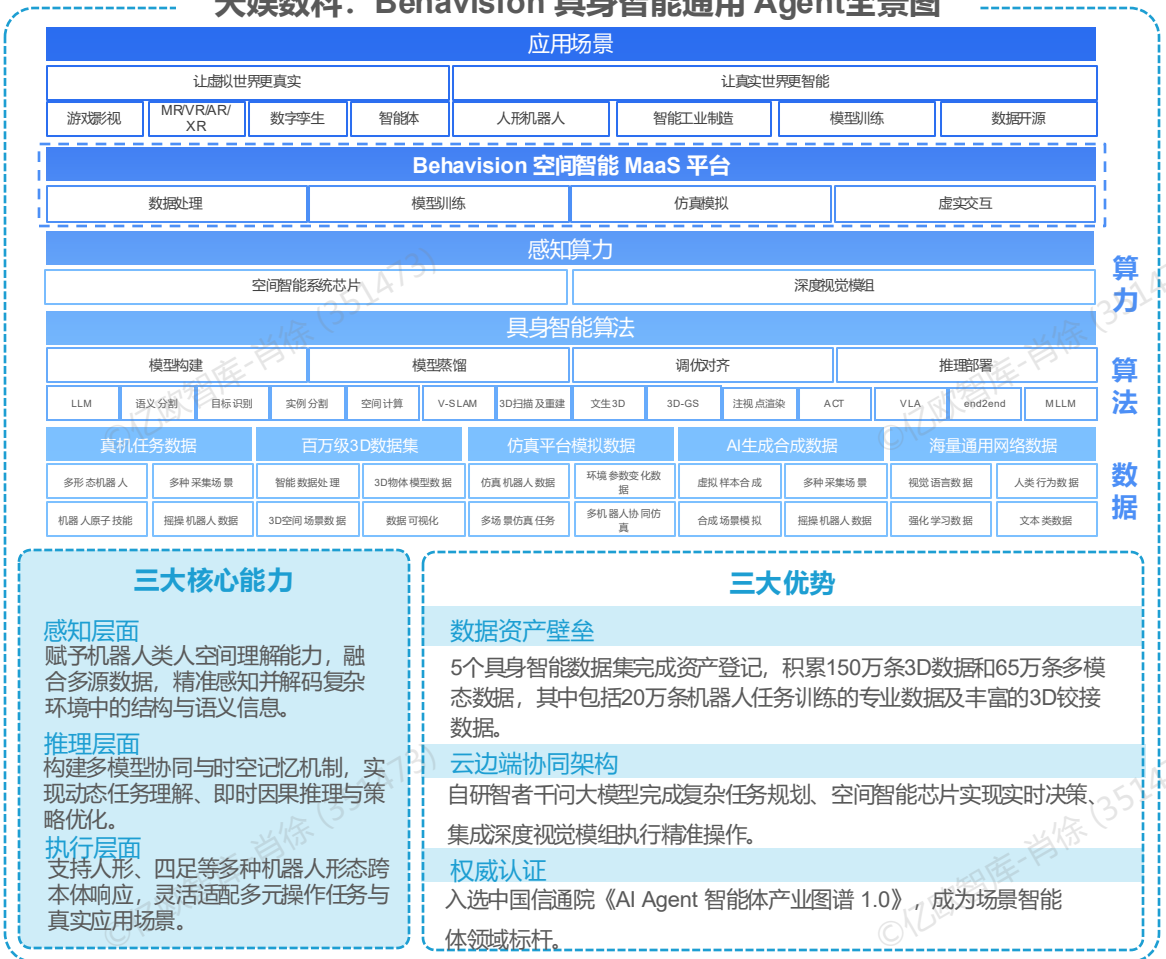 天娱数科：Behavision 具身智能通用 Agent全景图
应用场景
让虚拟世界更真实
让真实世界更智能
游戏影视
MR/VR/AR/
XR
数字孪生
智能体
人形机器人
智能工业制造
模型训练
数据开源
Behavision 空间智能 MaaS 平台
数据处理
模型训练
仿真模拟
虚实交互
感知算力
空间智能系统芯片
深度视觉模组
算力
具身智能算法
模型构建
模型蒸馏
调优对齐
推理部署
算法
LLM
语义分割
目标识别
实例分割
空间计算
V-SLAM
3D扫描及重建
文生3D
3D-GS
注视点渲染
ACT
VLA
end2end
MLLM
真机任务数据
百万级3D数据集
仿真平台模拟数据
AI生成合成数据
海量通用网络数据
数据
多形态机器人
多种采集场景
智能数据处理
3D物体模型数据
仿真机器人数据
环境参数变化数
据
虚拟样本合成
多种采集场景
视觉语言数据
人类行为数据
机器人原子技能
摇操机器人数据
3D空间场景数据
数据可视化
多场景仿真任务
多机器人协同仿
真
合成场景模拟
摇操机器人数据
强化学习数据
文本类数据
三大核心能力
感知层面
赋予机器人类人空间理解能力，融
合多源数据，精准感知并解码复杂
环境中的结构与语义信息。
推理层面
构建多模型协同与时空记忆机制，实
现动态任务理解、即时因果推理与策
略优化。
执行层面
支持人形、四足等多种机器人形态跨
本体响应，灵活适配多元操作任务与
真实应用场景。
三大优势
数据资产壁垒
5个具身智能数据集完成资产登记，积累150万条3D数据和65万条多模
态数据，其中包括20万条机器人任务训练的专业数据及丰富的3D铰接
数据。
云边端协同架构
自研智者千问大模型完成复杂任务规划、空间智能芯片实现实时决策、
集成深度视觉模组执行精准操作。
权威认证
入选中国信通院《AI Agent 智能体产业图谱 1.0》，成为场景智能
体领域标杆。
©亿欧智库-肖徐 (351473)
©亿欧智库-肖徐 (351473)
©亿欧智库-肖徐 (351473)
©亿欧智库-肖徐 (351473)